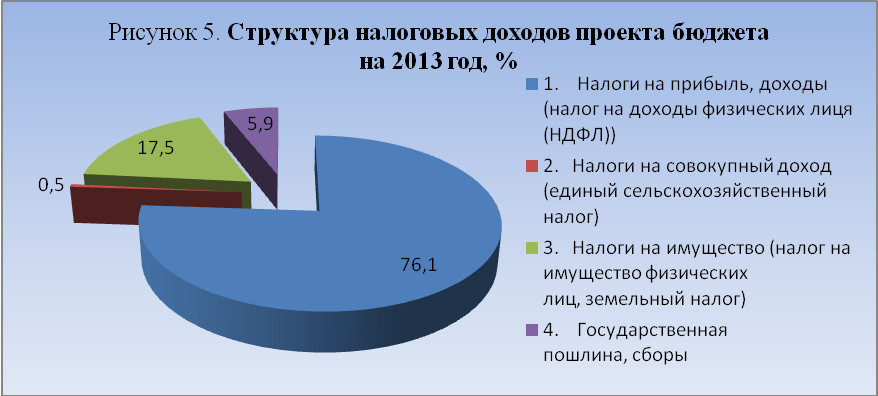 Рисунок 5. Структура налоговых доходов проекта бюджета
на 2013 год, %
5,9
17,5
0,5
76,1
1. Налоги на прибыль, доходы
(налог на доходы физических лиця
(НДФЛ))
2. Налоги на совокупный доход
(единый сельскохозяйственный
налог)
3. Налоги на имущество (налог на
имущество физических
лиц, земельный налог)
4. Государственная
пошлина, сборы